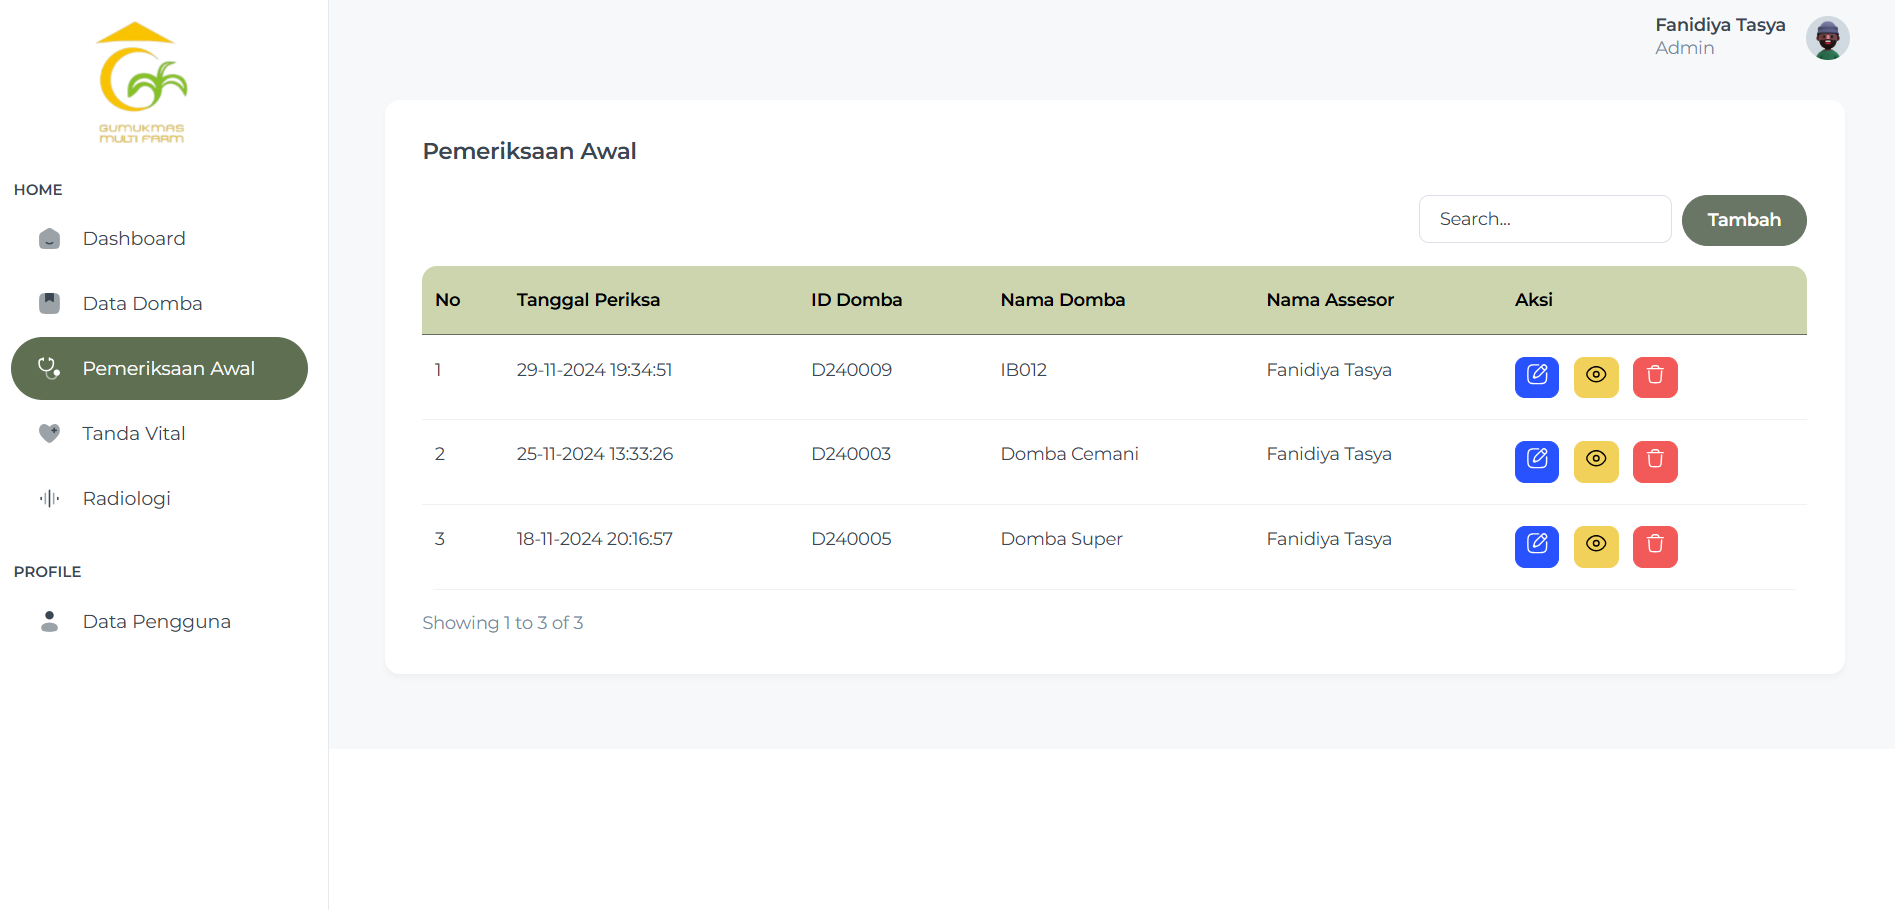 GUMUKMAS
MULTI FARM
HOME
Dashboard
Data Domba
Pemeriksaan Awal
Tanda Vital
Radiologi
PROFILE
Data Pengguna
Fanidiya Tasya
Admin
Pemeriksaan Awal
Search... Tambah
No Tanggal Periksa ID Domba Nama Domba Nama Assesor Aksi
1 29-11-2024 19:34:51 D240009 IB012 Fanidiya Tasya
2 25-11-2024 13:33:26 D240003 Domba Cemani Fanidiya Tasya
3 18-11-2024 20:16:57 D240005 Domba Super Fanidiya Tasya
Showing 1 to 3 of 3